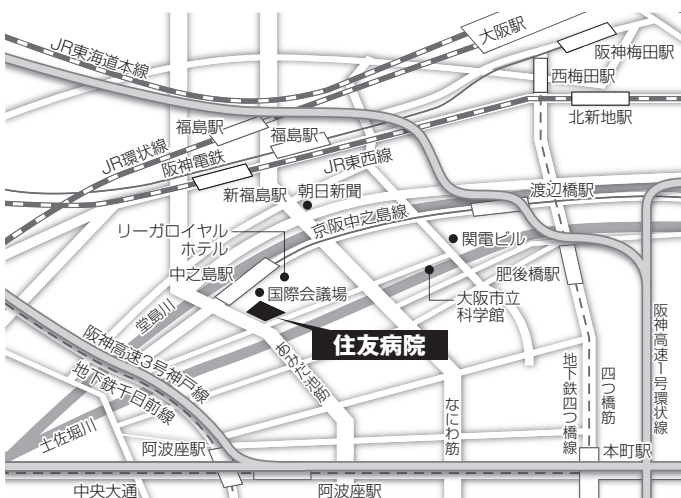 JR東海道本線
大阪駅
阪神梅田駅
西梅田駅
北新地駅
福島駅
福島駅
JR環状線
阪神電鉄
JR東西線
新福島駅
朝日新聞
渡辺橋駅
京阪中之島線
リーガロイヤル
ホテル
関電ビル
中之島駅
肥後橋駅
国際会議場
大阪市立
科学館
堂島川
住友病院
阪神高速3号神戸線
地下鉄千日前線
あみだ池筋
なにわ筋
地下鉄四つ橋線
四つ橋筋
阪神高速1号環状線
土佐堀川
阿波座駅
本町駅
中央大通
阿波座駅